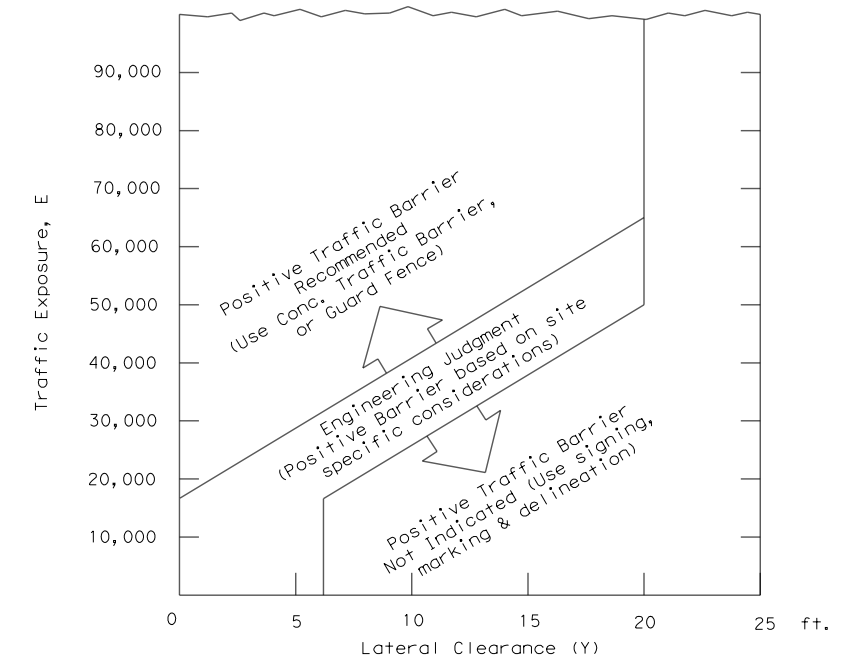 90,000
80,000
70,000
60,000
50,000
40,000
30,000
20,000
10,000
Traffic Exposure, E
Positive Traffic Barrier
Recommended
(Use Conc. Traffic Barrier,
or Guard Fence)
Engineering Judgment
(Positive Barrier based on site
specific considerations)
Positive Traffic Barrier
Not Indicated (Use signing,
marking & delineation)
0 5 10 15 20 25 ft.
Lateral Clearance (Y)